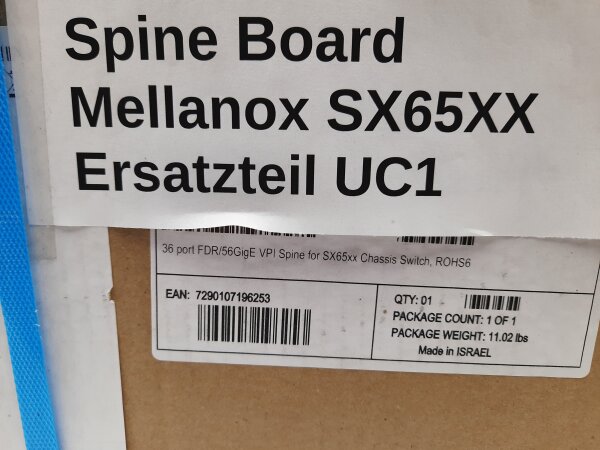 Spine Board
Mellanox SX65XX
Ersatzteil UC1
36 port FDR/56GigE VPI Spine for SX65xx Chassis Switch, ROHS6
EAN: 7290107196253
QTY: 01
PACKAGE COUNT: 1 OF 1
PACKAGE WEIGHT: 11.02 lbs
Made in ISRAEL